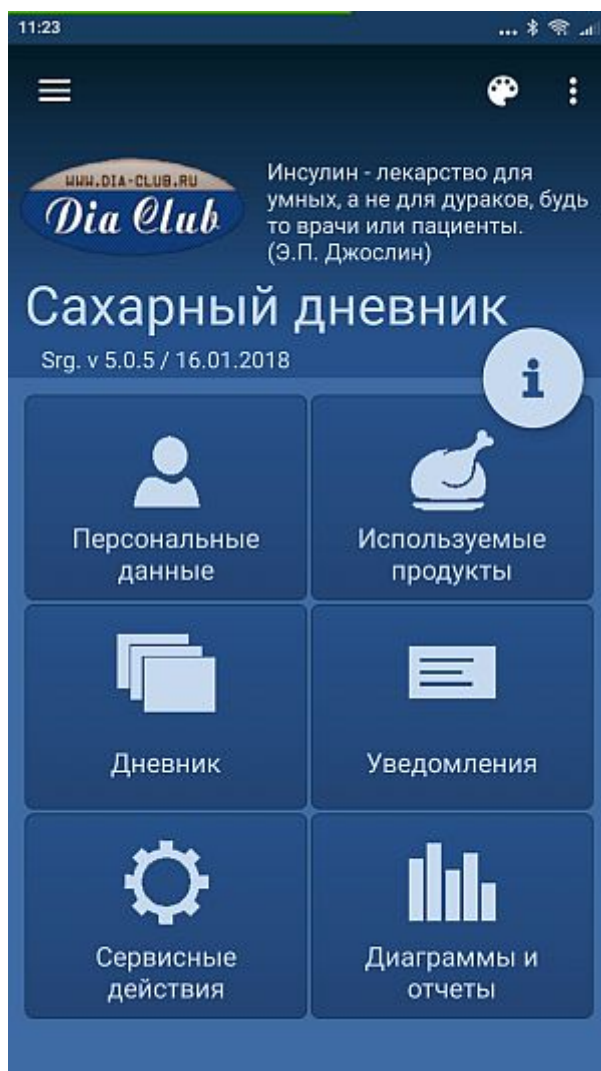 11:23
WWW.DIA-CLUB.RU
Dia Club
Инсулин - лекарство для
умных, а не для дураков, будь
то врачи или пациенты.
(Э.П. Джослин)
Сахарный дневник
Srg. v 5.0.5 / 16.01.2018
i
Персональные
данные
Используемые
продукты
Дневник
Уведомления
Сервисные
действия
Диаграммы и
отчеты